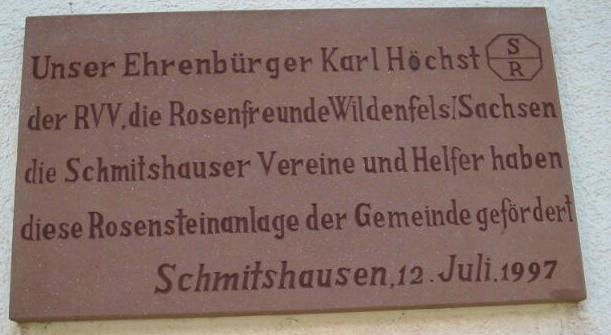 Unser Ehrenbürger Karl Höchst S R
der RVV, die Rosenfreunde Wildenfels/Sachsen
die Schmitshauser Vereine und Helfer haben
diese Rosensteinanlage der Gemeinde gefördert
Schmitshausen, 12. Juli. 1997